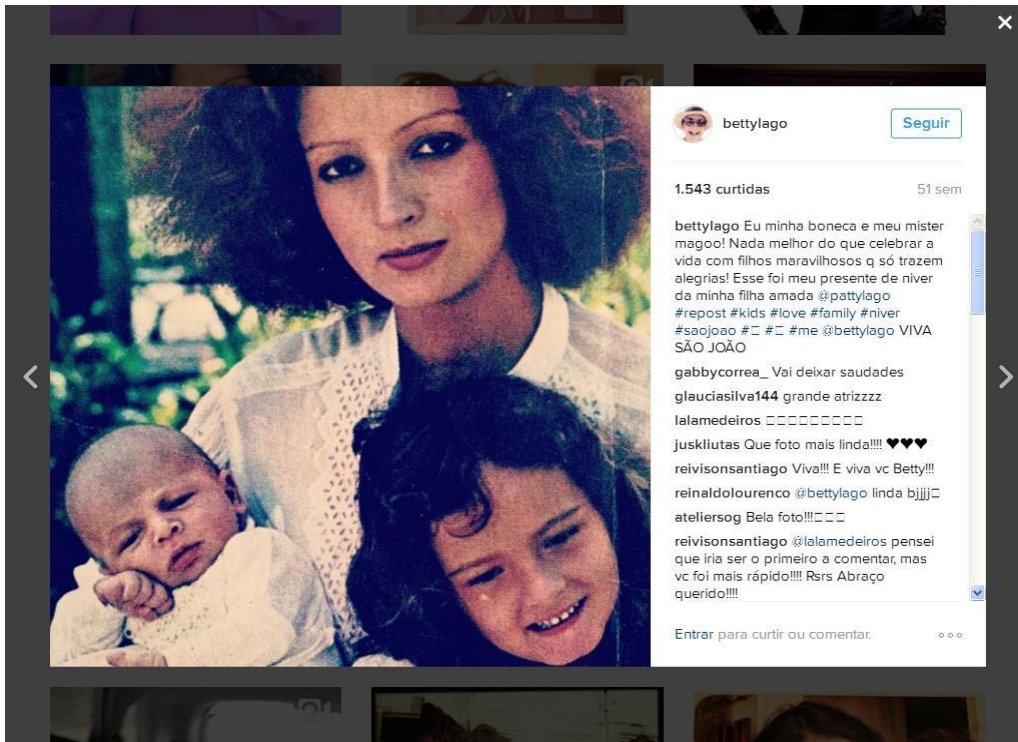 bettylago
Seguir
1.543 curtidas
51 sem
bettylago Eu minha boneca e meu mister
magoo! Nada melhor do que celebrar a
vida com filhos maravilhosos q só trazem
alegrias! Esse foi meu presente de niver
da minha filha amada @pattylago
#repost #kids #love #family #niver
#saojoao #□ #□ #me @bettylago VIVA
SÃO JOÃO
gabbycorrea_ Vai deixar saudades
glauciasilva144 grande atrizzzz
lalamedeiros □□□□□□□□□
juskliutas Que foto mais linda!!!! ♥♥♥
reivisonsantiago Viva!!! E viva vc Betty!!!
reinaldolourenco @bettylago linda bjjjj□
ateliersog Bela foto!!!□□□
reivisonsantiago @lalamedeiros pensei
que iria ser o primeiro a comentar, mas
vc foi mais rápido!!!! Rsrs Abraço
querido!!!!
Entrar para curtir ou comentar.